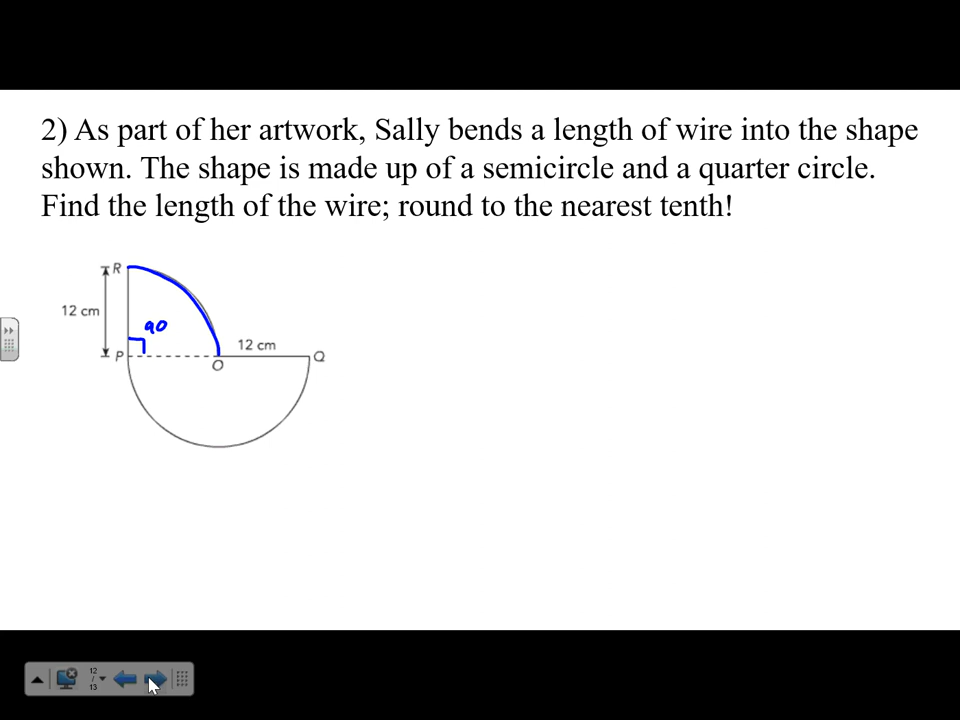 2) As part of her artwork, Sally bends a length of wire into the shape
shown. The shape is made up of a semicircle and a quarter circle.
Find the length of the wire; round to the nearest tenth!
R
12 cm
90
P
O
12 cm
Q
12
/
13